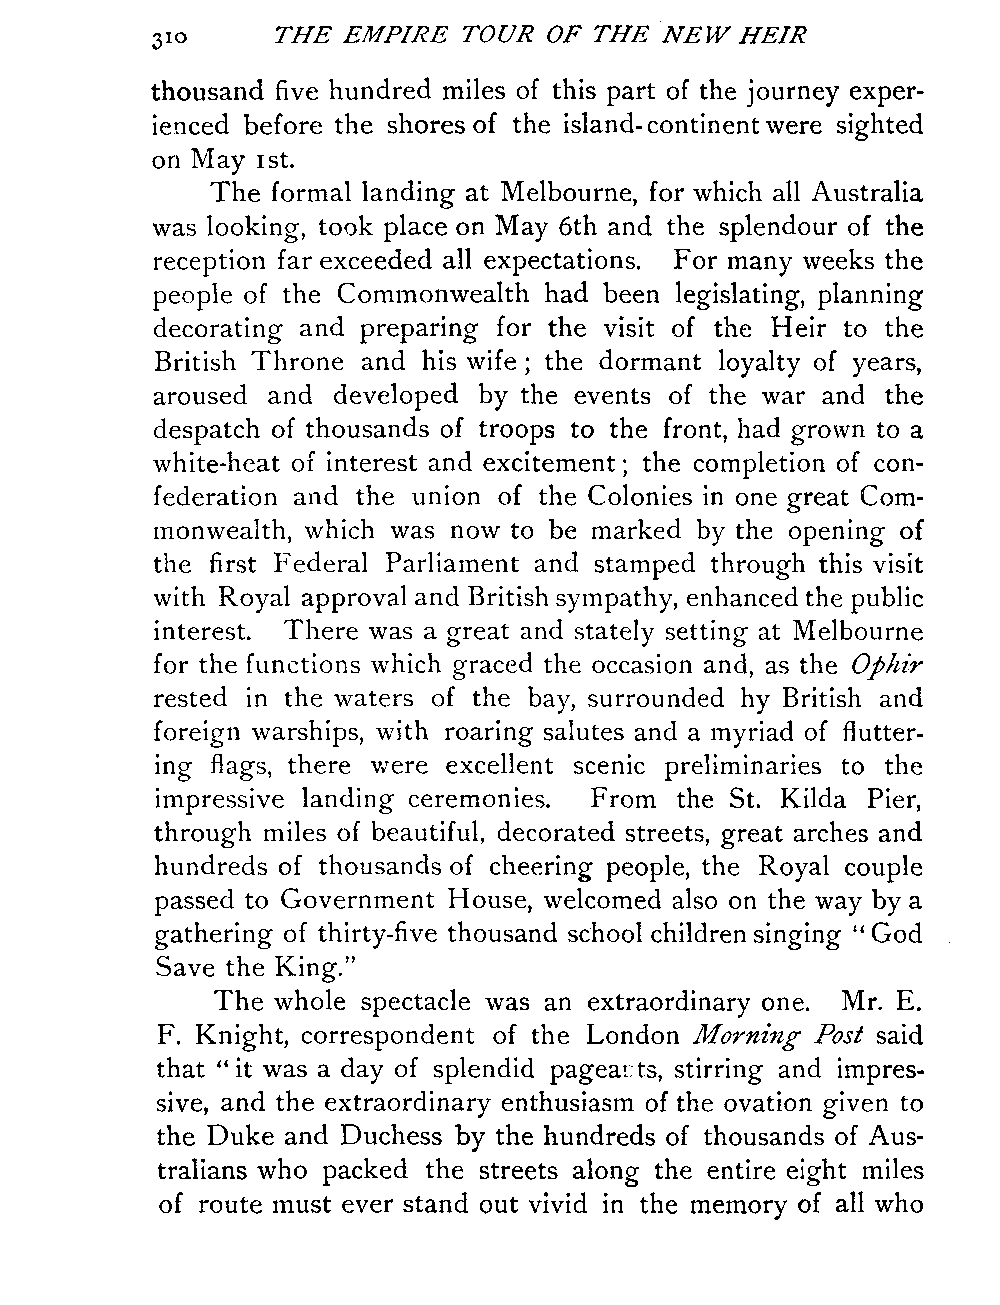 310 THE EMPIRE TOUR OF THE NEW HEIR
thousand five hundred miles of this part of the journey exper-
ienced before the shores of the island-continent were sighted
on May 1st.
The formal landing at Melbourne, for which all Australia
was looking, took place on May 6th and the splendour of the
reception far exceeded all expectations. For many weeks the
people of the Commonwealth had been legislating, planning
decorating and preparing for the visit of the Heir to the
British Throne and his wife; the dormant loyalty of years,
aroused and developed by the events of the war and the
despatch of thousands of troops to the front, had grown to a
white-heat of interest and excitement; the completion of con-
federation and the union of the Colonies in one great Com-
monwealth, which was now to be marked by the opening of
the first Federal Parliament and stamped through this visit
with Royal approval and British sympathy, enhanced the public
interest. There was a great and stately setting at Melbourne
for the functions which graced the occasion and, as the Ophir
rested in the waters of the bay, surrounded hy British and
foreign warships, with roaring salutes and a myriad of flutter-
ing flags, there were excellent scenic preliminaries to the
impressive landing ceremonies. From the St. Kilda Pier,
through miles of beautiful, decorated streets, great arches and
hundreds of thousands of cheering people, the Royal couple
passed to Government House, welcomed also on the way by a
gathering of thirty-five thousand school children singing “God
Save the King.”
The whole spectacle was an extraordinary one. Mr. E.
F. Knight, correspondent of the London Morning Post said
that “it was a day of splendid pageants, stirring and impres-
sive, and the extraordinary enthusiasm of the ovation given to
the Duke and Duchess by the hundreds of thousands of Aus-
tralians who packed the streets along the entire eight miles
of route must ever stand out vivid in the memory of all who